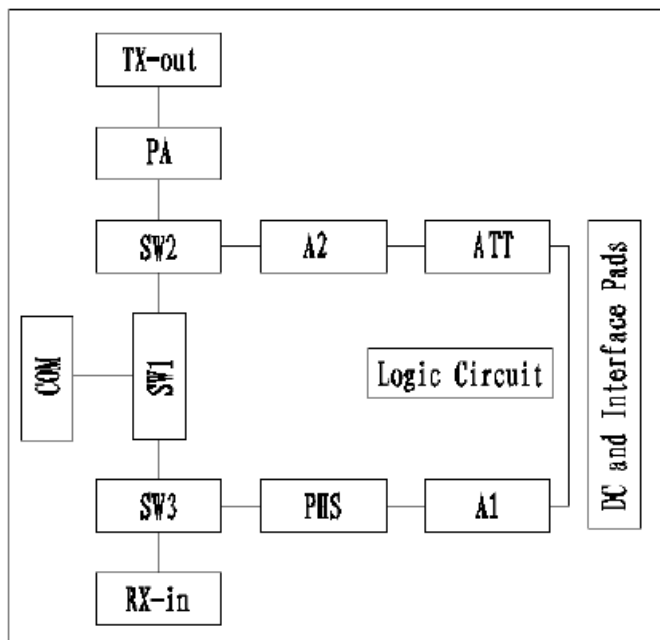 TX-out
PA
SW2
A2
ATT
COM
SW1
Logic Circuit
DC and Interface Pads
SW3
PHS
A1
RX-in